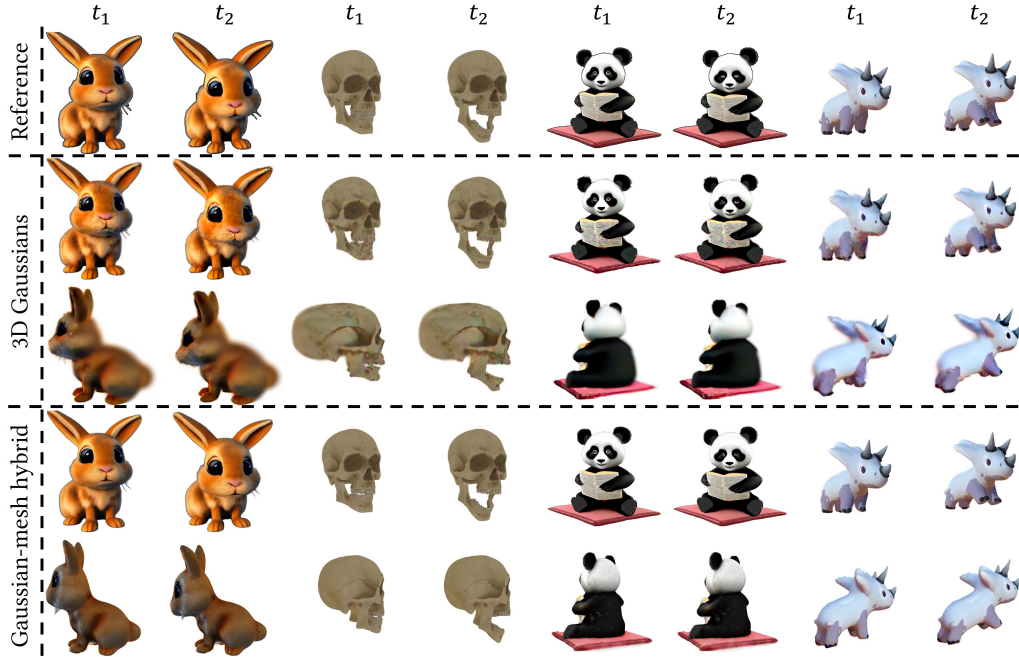 t₁ t₂ t₁ t₂ t₁ t₂ t₁ t₂
Reference
3D Gaussians
Gaussian-mesh hybrid